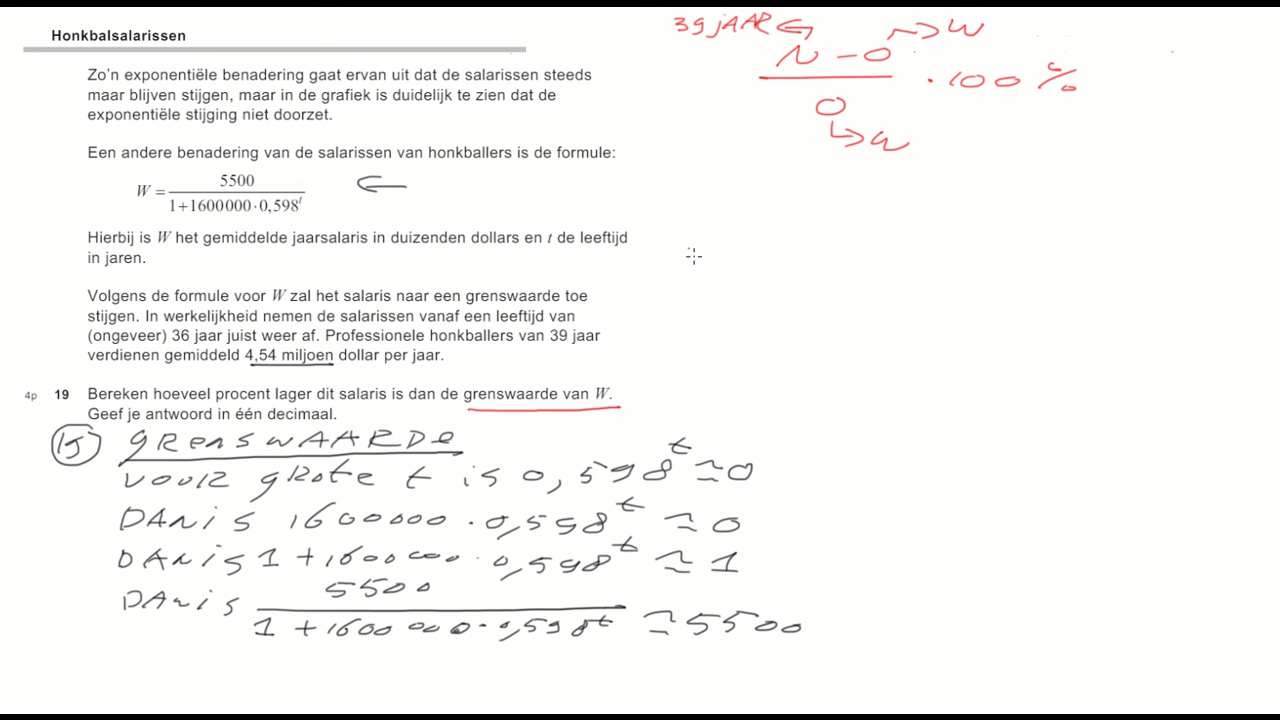 Honkbalsalarissen
Zo'n exponentiële benadering gaat ervan uit dat de salarissen steeds
maar blijven stijgen, maar in de grafiek is duidelijk te zien dat de
exponentiële stijging niet doorzet.
Een andere benadering van de salarissen van honkballers is de formule:
W = 5500 / (1+1600000·0,598^t)
Hierbij is W het gemiddelde jaarsalaris in duizenden dollars en t de leeftijd
in jaren.
Volgens de formule voor W zal het salaris naar een grenswaarde toe
stijgen. In werkelijkheid nemen de salarissen vanaf een leeftijd van
(ongeveer) 36 jaar juist weer af. Professionele honkballers van 39 jaar
verdienen gemiddeld 4,54 miljoen dollar per jaar.
4p 19 Bereken hoeveel procent lager dit salaris is dan de grenswaarde van W.
Geef je antwoord in één decimaal.
19 GRENSWAARDE
VOOR GROTE t is 0,598^t ≈ 0
DAN iS 1600000 · 0,598^t ≈ 0
DAN iS 1 + 1600000 · 0,598^t ≈ 1
DAN iS 5500 / (1 + 1600000 · 0,598^t) ≈ 5500
39 jAAR W
N - O
O · 100 %
W